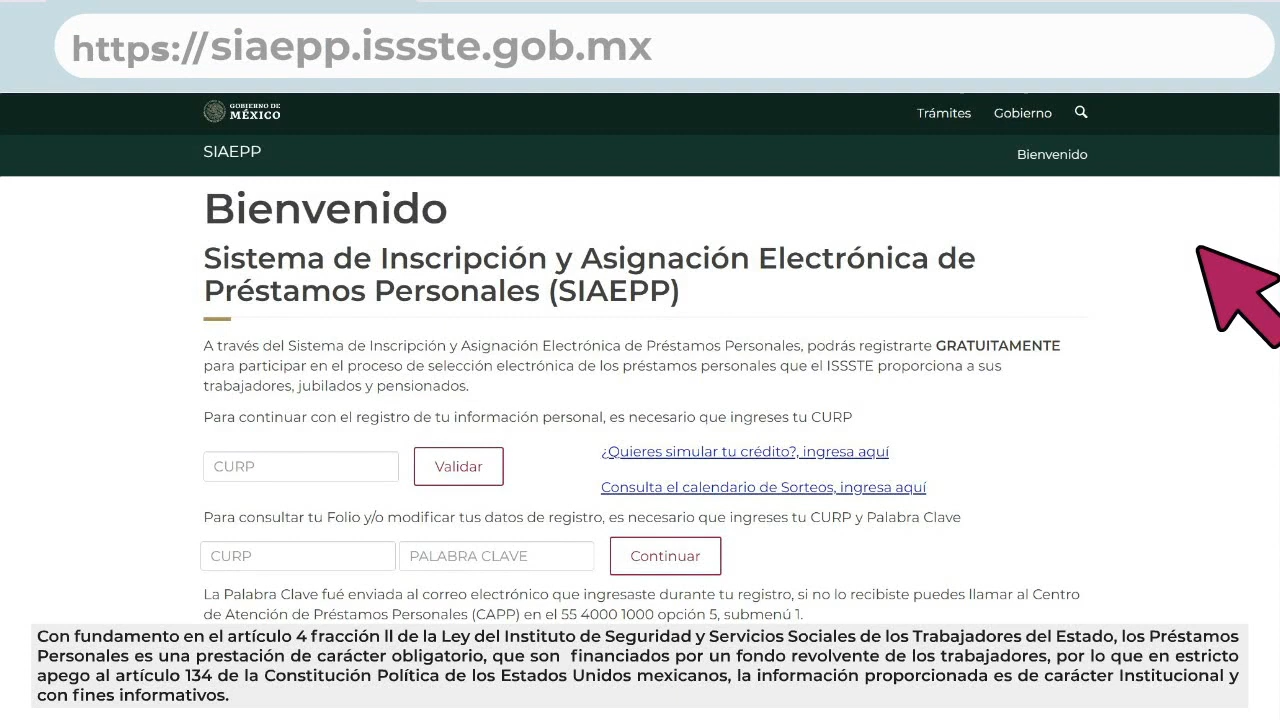 https://siaepp.issste.gob.mx
GOBIERNO DE
MÉXICO
Trámites Gobierno
SIAEPP
Bienvenido
Bienvenido
Sistema de Inscripción y Asignación Electrónica de
Préstamos Personales (SIAEPP)
A través del Sistema de Inscripción y Asignación Electrónica de Préstamos Personales, podrás registrarte GRATUITAMENTE
para participar en el proceso de selección electrónica de los préstamos personales que el ISSSTE proporciona a sus
trabajadores, jubilados y pensionados.
Para continuar con el registro de tu información personal, es necesario que ingreses tu CURP
CURP Validar
¿Quieres simular tu crédito?, ingresa aquí
Consulta el calendario de Sorteos, ingresa aquí
Para consultar tu Folio y/o modificar tus datos de registro, es necesario que ingreses tu CURP y Palabra Clave
CURP PALABRA CLAVE Continuar
La Palabra Clave fué enviada al correo electrónico que ingresaste durante tu registro, si no lo recibiste puedes llamar al Centro
de Atención de Préstamos Personales (CAPP) en el 55 4000 1000 opción 5, submenú 1.
Con fundamento en el artículo 4 fracción ll de la Ley del Instituto de Seguridad y Servicios Sociales de los Trabajadores del Estado, los Préstamos
Personales es una prestación de carácter obligatorio, que son financiados por un fondo revolvente de los trabajadores, por lo que en estricto
apego al artículo 134 de la Constitución Política de los Estados Unidos mexicanos, la información proporcionada es de carácter Institucional y
con fines informativos.